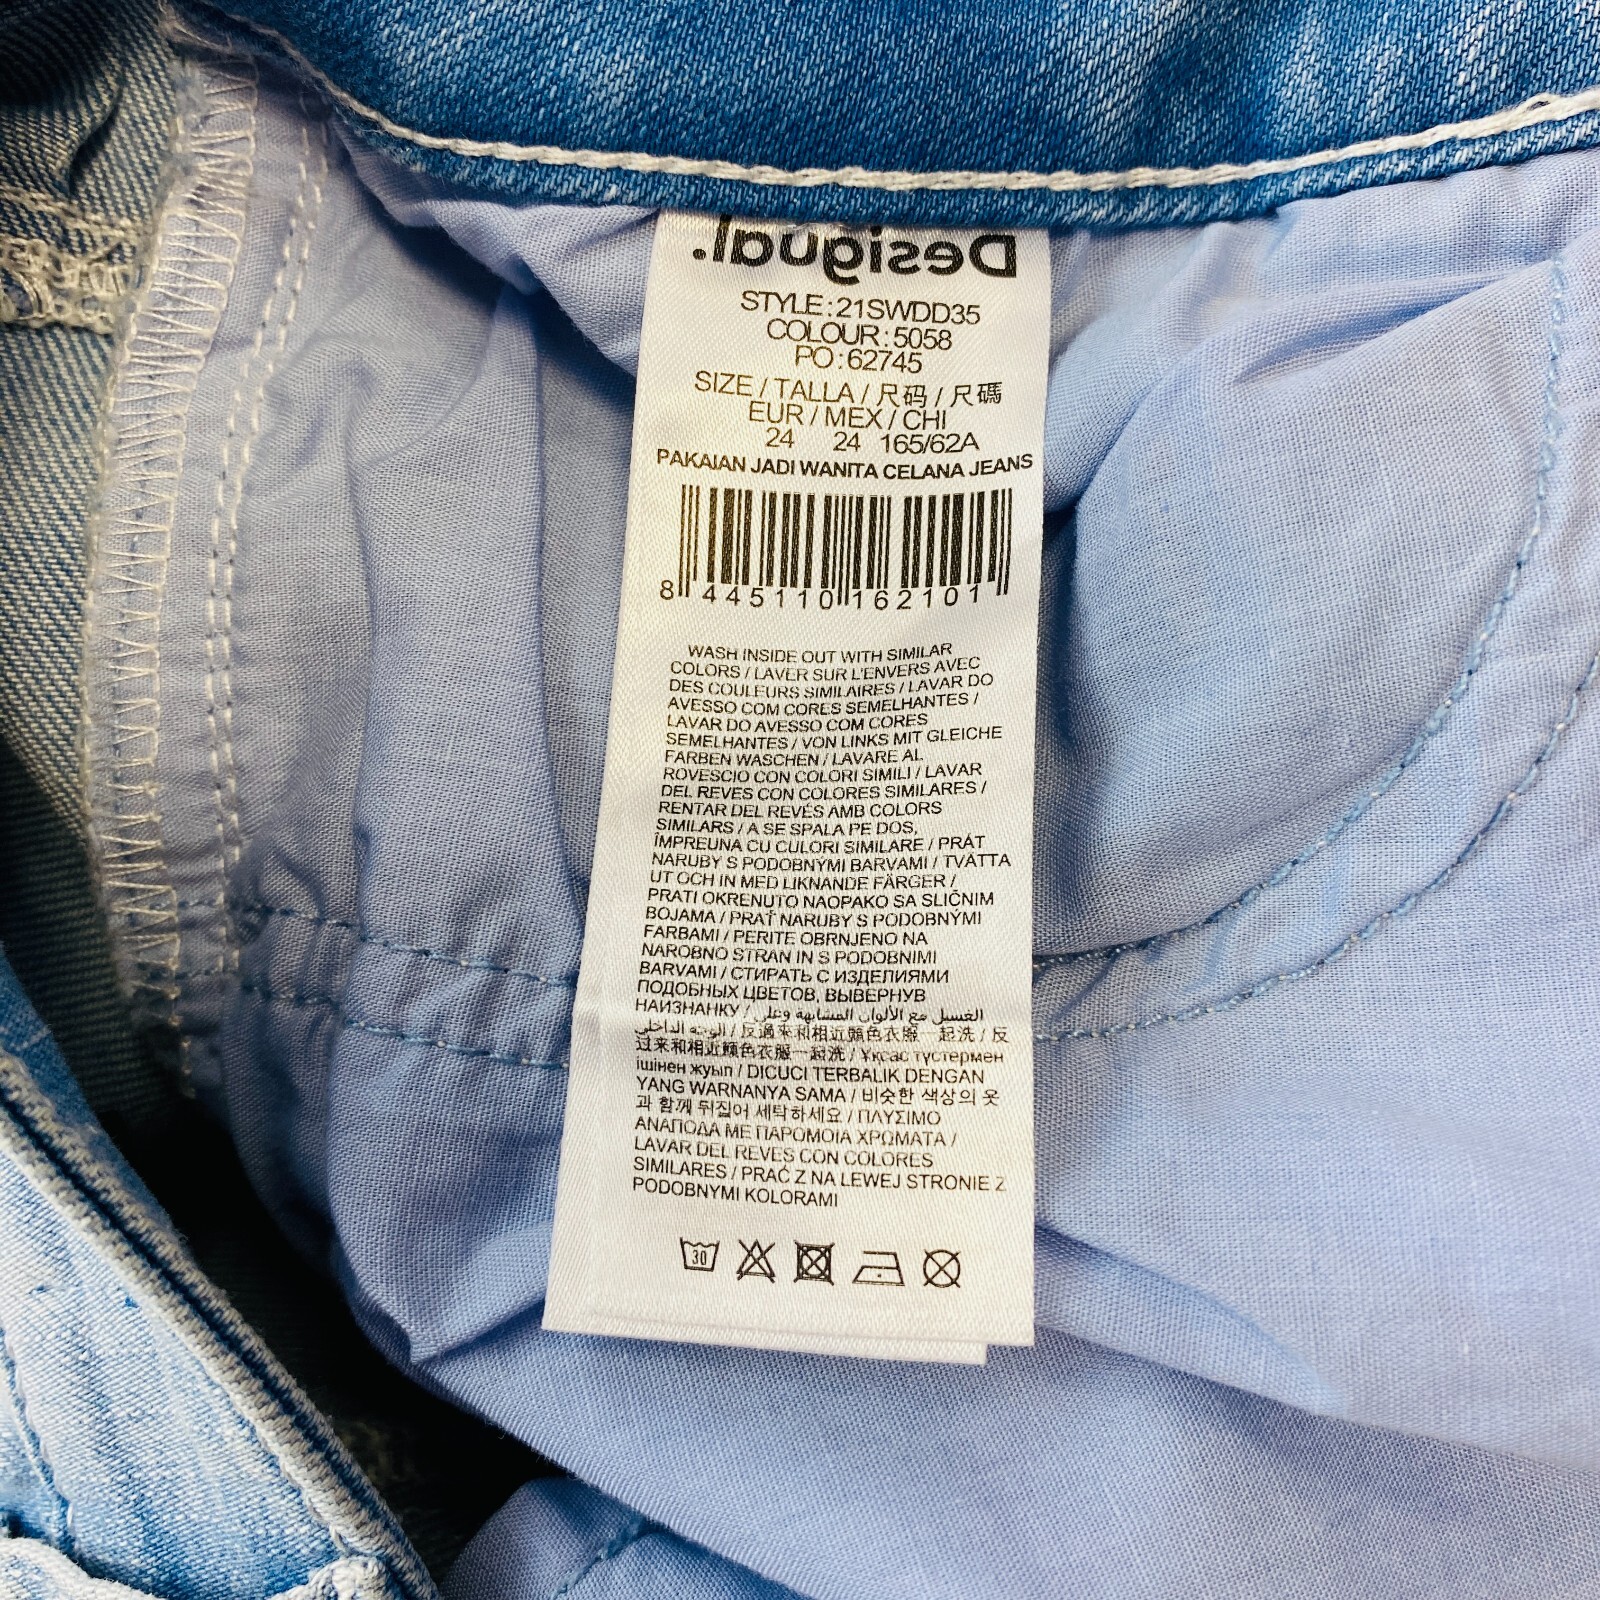 Desigual.
STYLE:21SWDD35
COLOUR:5058
PO:62745
SIZE / TALLA / 尺码 / 尺碼
EUR / MEX / CHI
24 24 165/62A
PAKAIAN JADI WANITA CELANA JEANS
8 445110 162101
WASH INSIDE OUT WITH SIMILAR
COLORS / LAVER SUR L'ENVERS AVEC
DES COULEURS SIMILAIRES / LAVAR DO
AVESSO COM CORES SEMELHANTES /
LAVAR DO AVESSO COM CORES
SEMELHANTES / VON LINKS MIT GLEICHE
FARBEN WASCHEN / LAVARE AL
ROVESCIO CON COLORI SIMILI / LAVAR
DEL REVES CON COLORES SIMILARES /
RENTAR DEL REVÉS AMB COLORS
SIMILARS / A SE SPALA PE DOS,
ÎMPREUNA CU CULORI SIMILARE / PRÁT
NARUBY S PODOBNÝMI BARVAMI / TVÄTTA
UT OCH IN MED LIKNANDE FÄRGER /
PRATI OKRENUTO NAOPAKO SA SLIČNIM
BOJAMA / PRAŤ NARUBY S PODOBNÝMI
FARBAMI / PERITE OBRNJENO NA
NAROBNO STRAN IN S PODOBNIMI
BARVAMI / СТИРАТЬ С ИЗДЕЛИЯМИ
ПОДОБНЫХ ЦВЕТОВ, ВЫВЕРНУВ
НАИЗНАНКУ / الغسيل مع الألوان المشابهة وعلى
الوجه الداخلي / 反過來和相近顏色衣服一起洗 / 反
过来和相近颜色衣服一起洗 / Ұқсас түстермен
ішінен жуып / DICUCI TERBALIK DENGAN
YANG WARNANYA SAMA / 비슷한 색상의 옷
과 함께 뒤집어 세탁하세요 / ΠΛΥΣΙΜΟ
ΑΝΑΠΟΔΑ ΜΕ ΠΑΡΟΜΟΙΑ ΧΡΩΜΑΤΑ /
LAVAR DEL REVES CON COLORES
SIMILARES / PRAĆ Z NA LEWEJ STRONIE Z
PODOBNYMI KOLORAMI
30